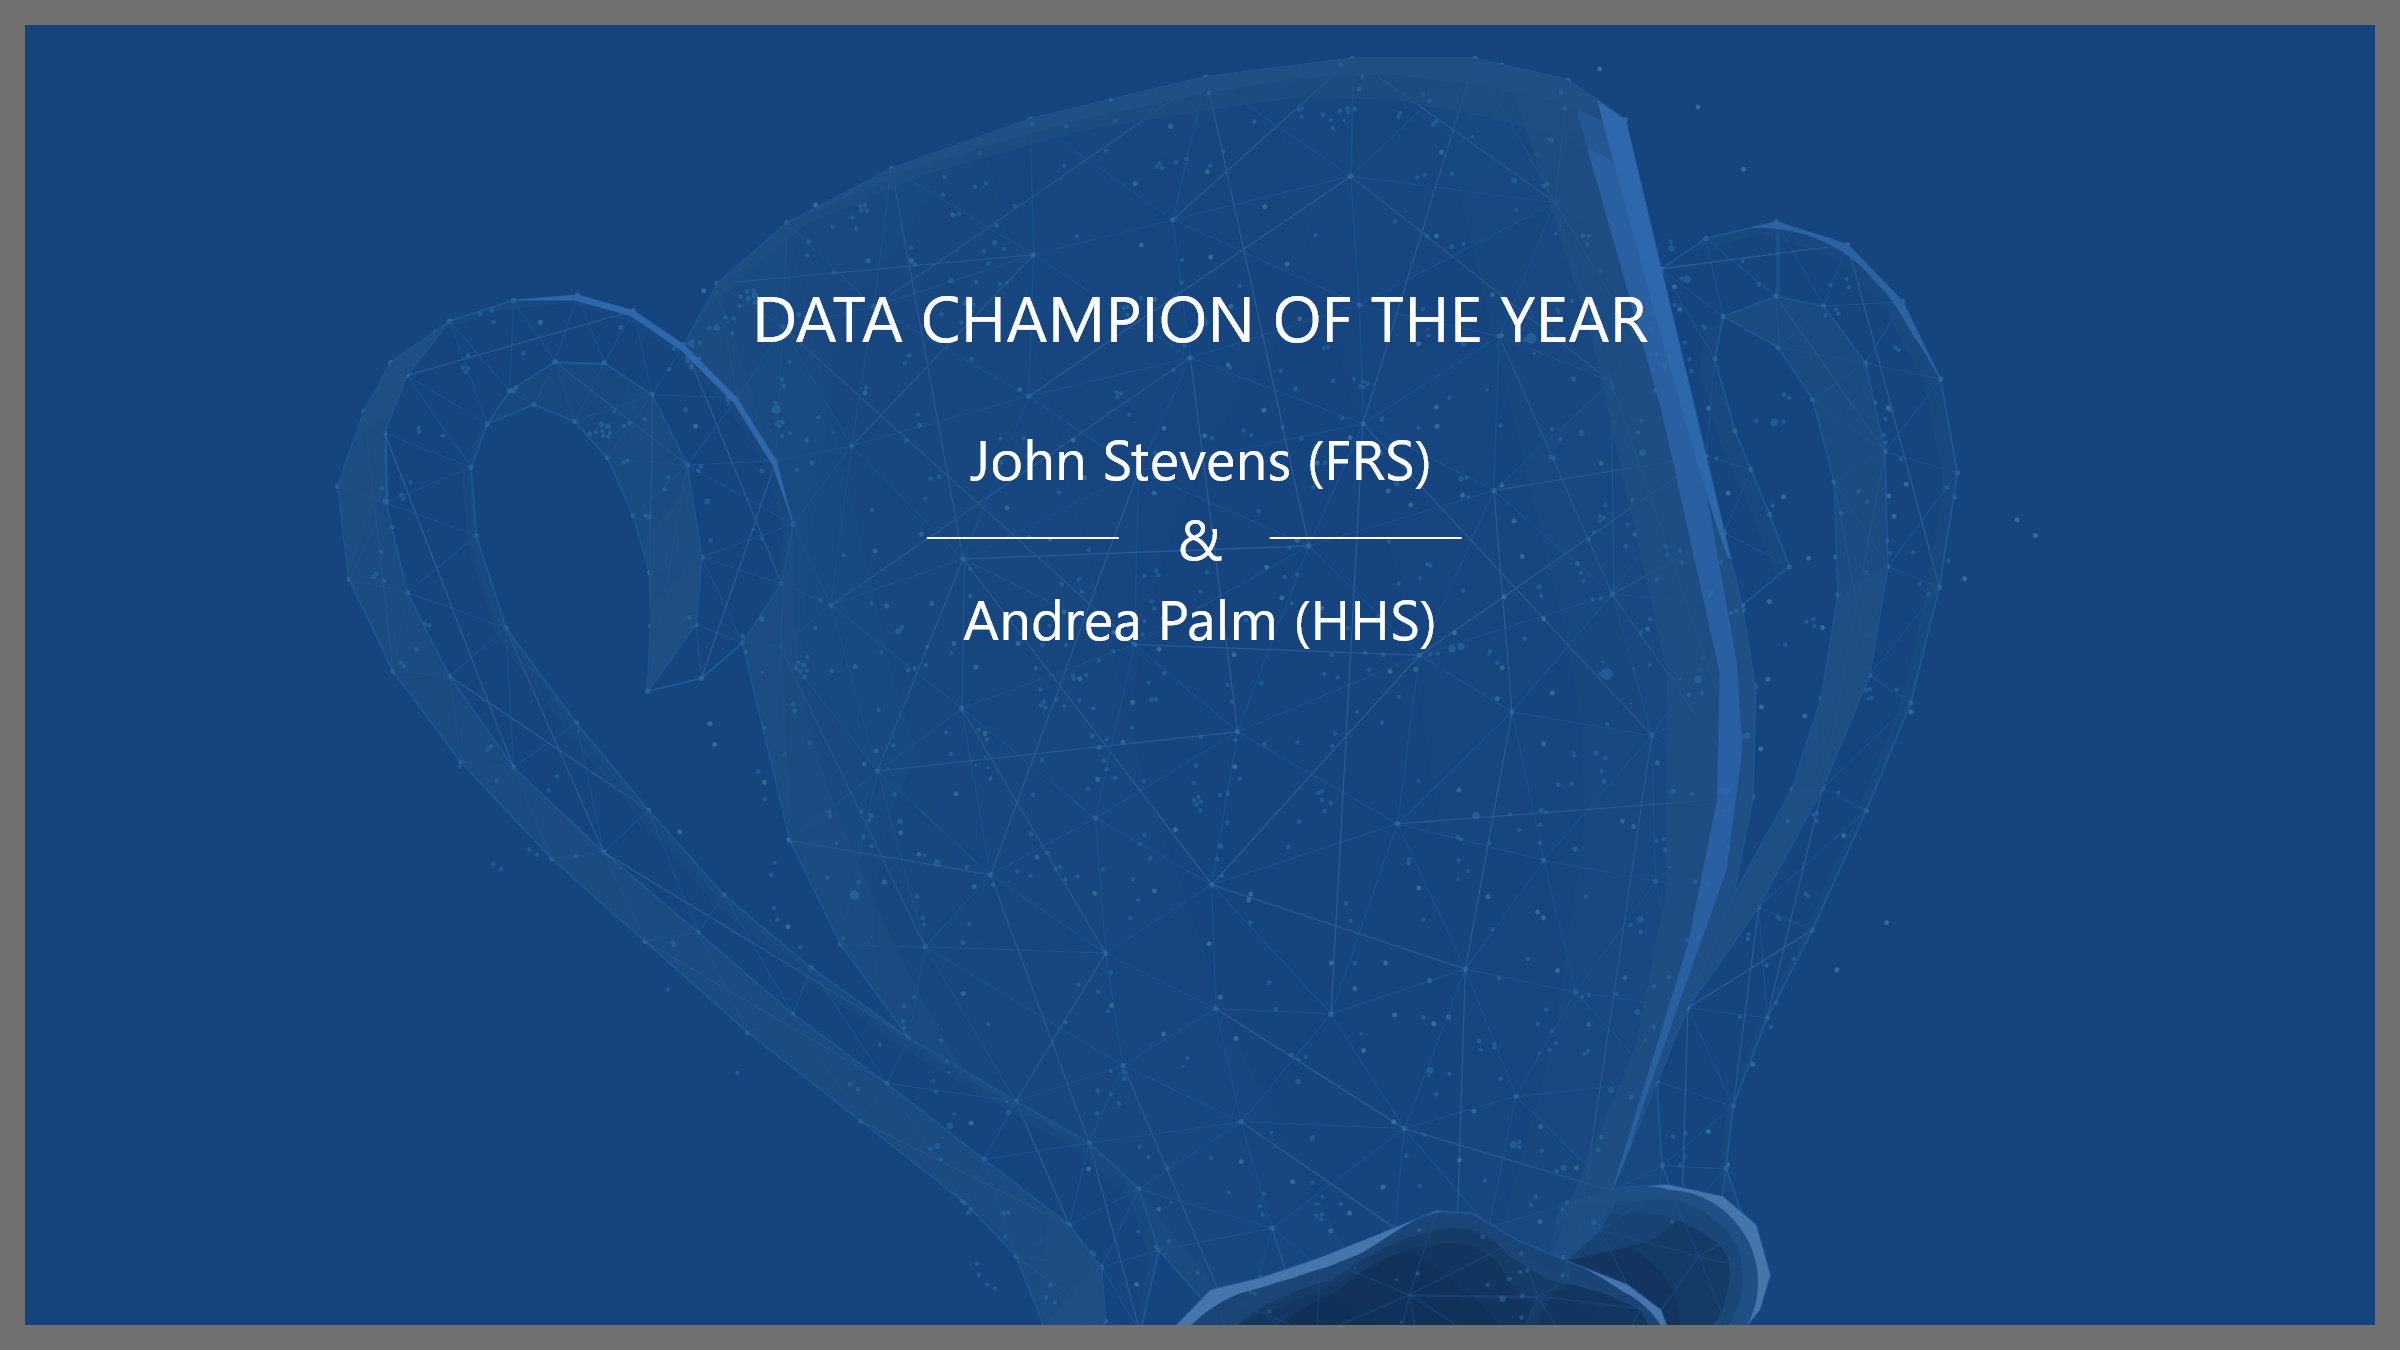 DATA CHAMPION OF THE YEAR
John Stevens (FRS)
&
Andrea Palm (HHS)